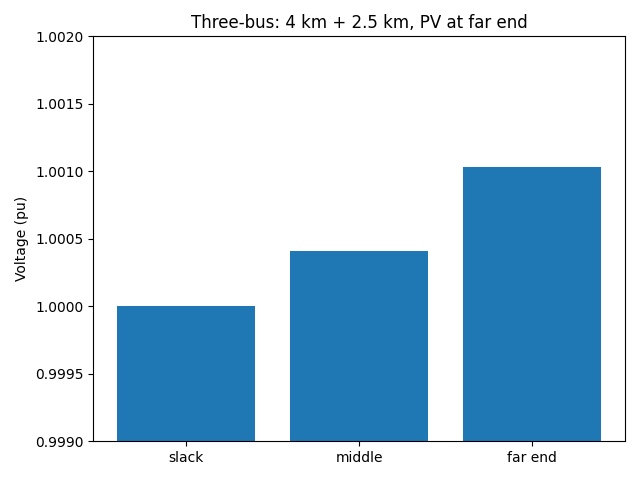 Three-bus: 4 km + 2.5 km, PV at far end
Voltage (pu)
1.0020
1.0015
1.0010
1.0005
1.0000
0.9995
0.9990
slack middle far end